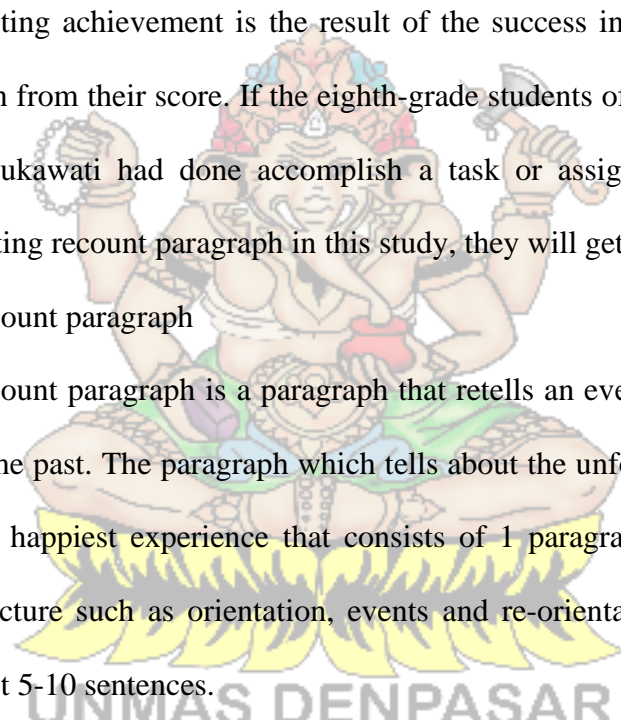 ting achievement is the result of the success in
n from their score. If the eighth-grade students of
ukawati had done accomplish a task or assig
ting recount paragraph in this study, they will get
ount paragraph
ount paragraph is a paragraph that retells an eve
he past. The paragraph which tells about the unfo
happiest experience that consists of 1 paragra
cture such as orientation, events and re-orienta
t 5-10 sentences.
UNMAS DENPASAR